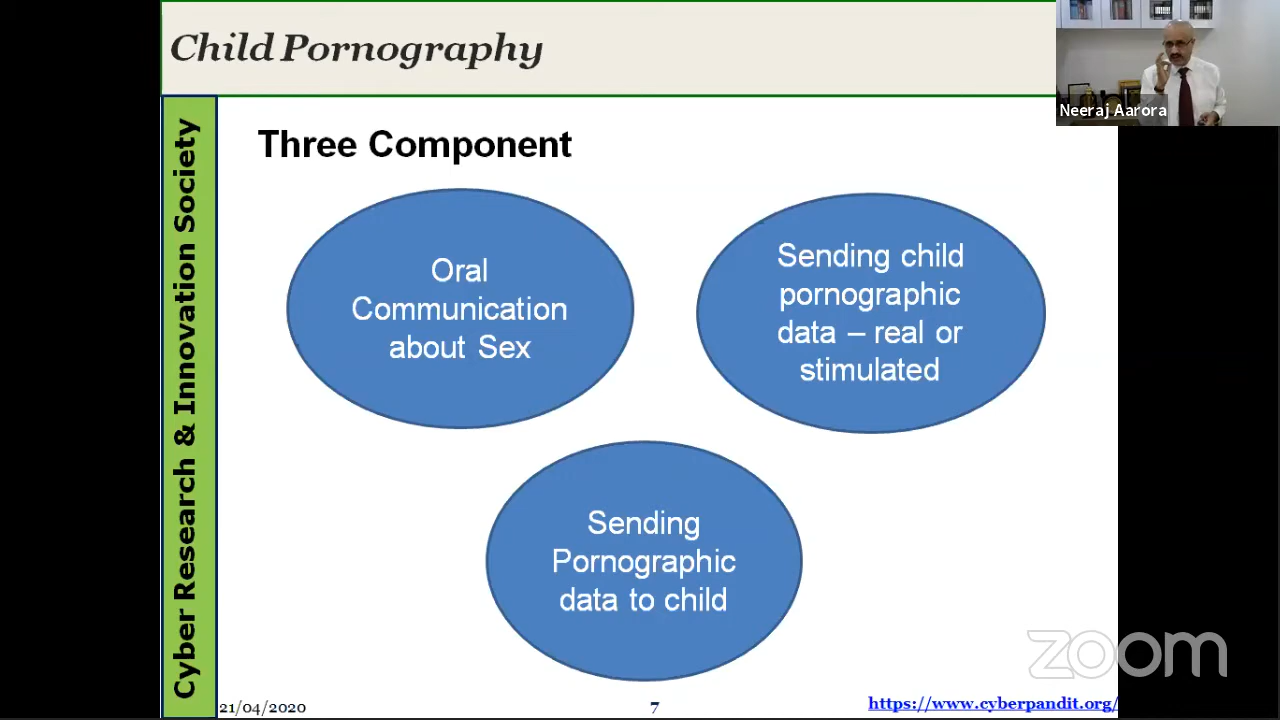 Child Pornography
Neeraj Aarora
Cyber Research & Innovation Society
Three Component
Oral
Communication
about Sex
Sending child
pornographic
data – real or
stimulated
Sending
Pornographic
data to child
zoom
21/04/2020
7
https://www.cyberpandit.org/